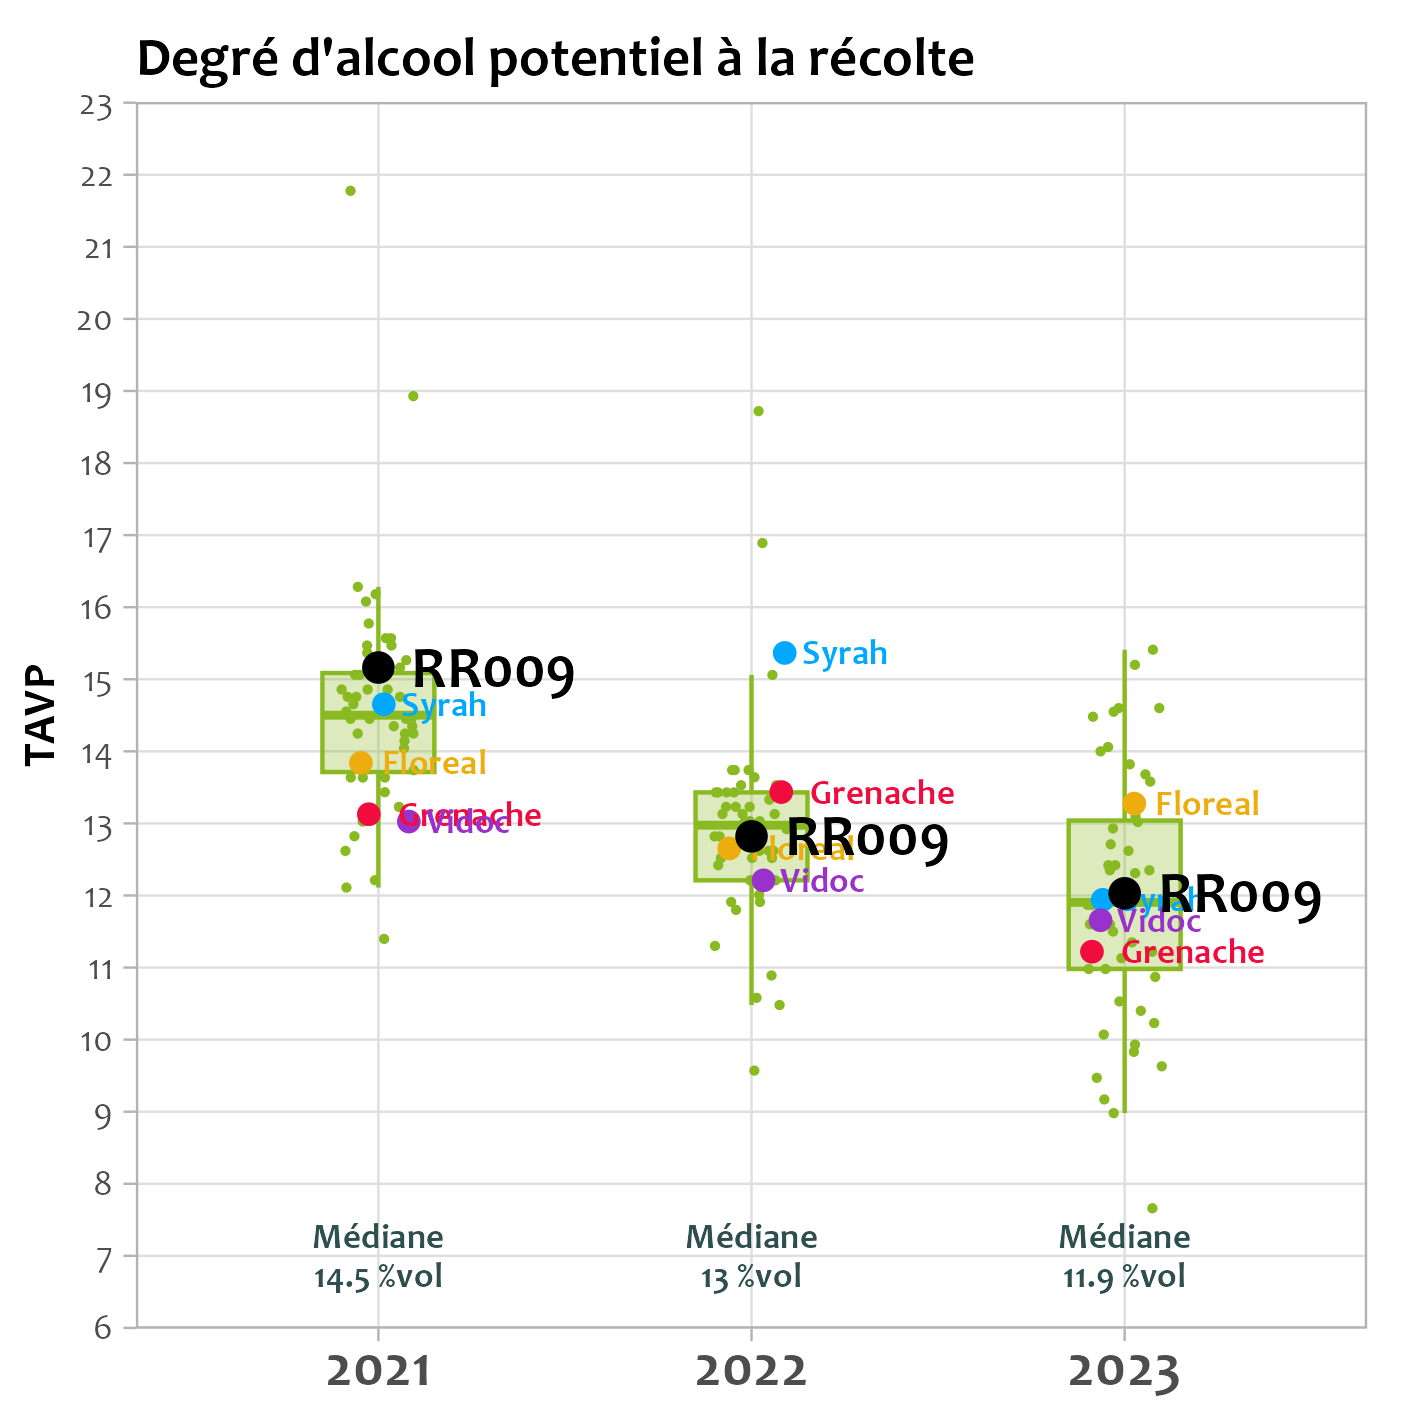 Degré d'alcool potentiel à la récolte
TAVP
23
22
21
20
19
18
17
16
15
14
13
12
11
10
9
8
7
6
RR009
Syrah
Floreal
Grenache
Vidoc
Syrah
Grenache
RR009
Floreal
Vidoc
Floreal
RR009
Syrah
Vidoc
Grenache
Médiane
14.5 %vol
Médiane
13 %vol
Médiane
11.9 %vol
2021
2022
2023